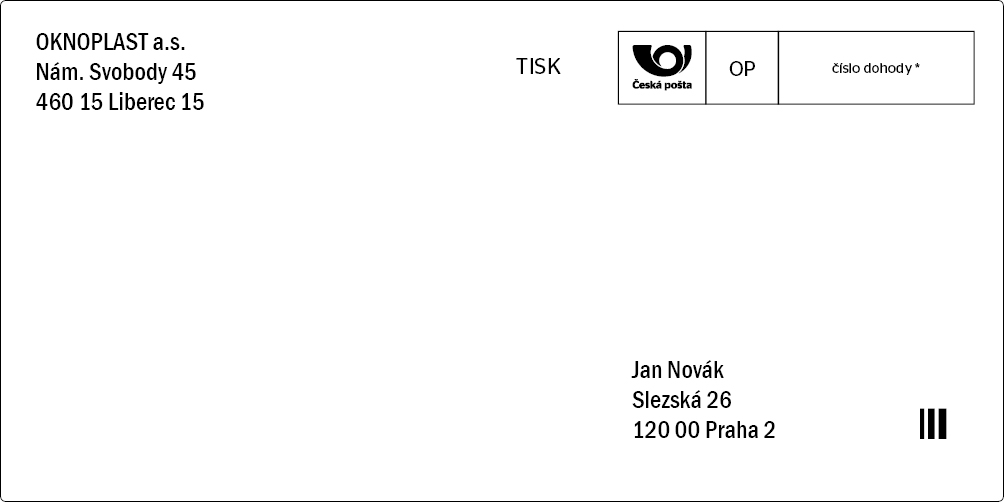 OKNOPLAST a.s.
Nám. Svobody 45
460 15 Liberec 15
TISK
Česká pošta
OP
číslo dohody *
Jan Novák
Slezská 26
120 00 Praha 2